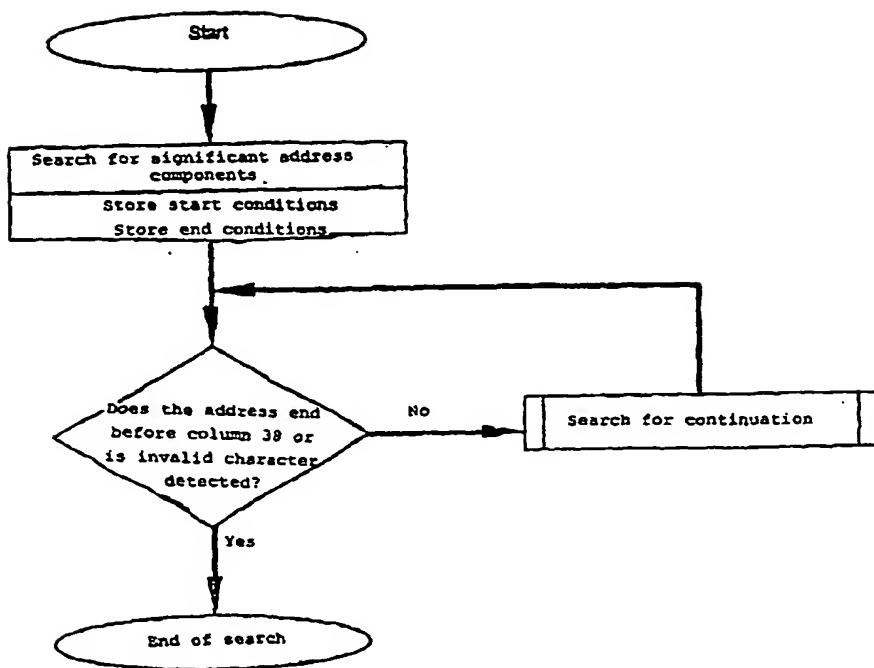 Start
Search for significant address
components
Store start conditions
Store end conditions
Does the address end
before column 38 or
is invalid character
detected?
No
Search for continuation
Yes
End of search